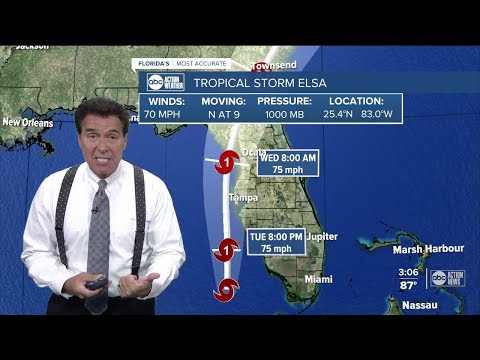 Jackson
FLORIDA'S MOST ACCURATE
Townsend
abc ACTION WEATHER
TROPICAL STORM ELSA
WINDS: MOVING: PRESSURE: LOCATION:
70 MPH N AT 9 1000 MB 25.4°N 83.0°W
New Orleans
1
Ocala
WED 8:00 AM
75 mph
Tampa
1
TUE 8:00 PM
75 mph
Jupiter
Marsh Harbour
Miami
3:06
87°
abc ACTION NEWS
Nassau